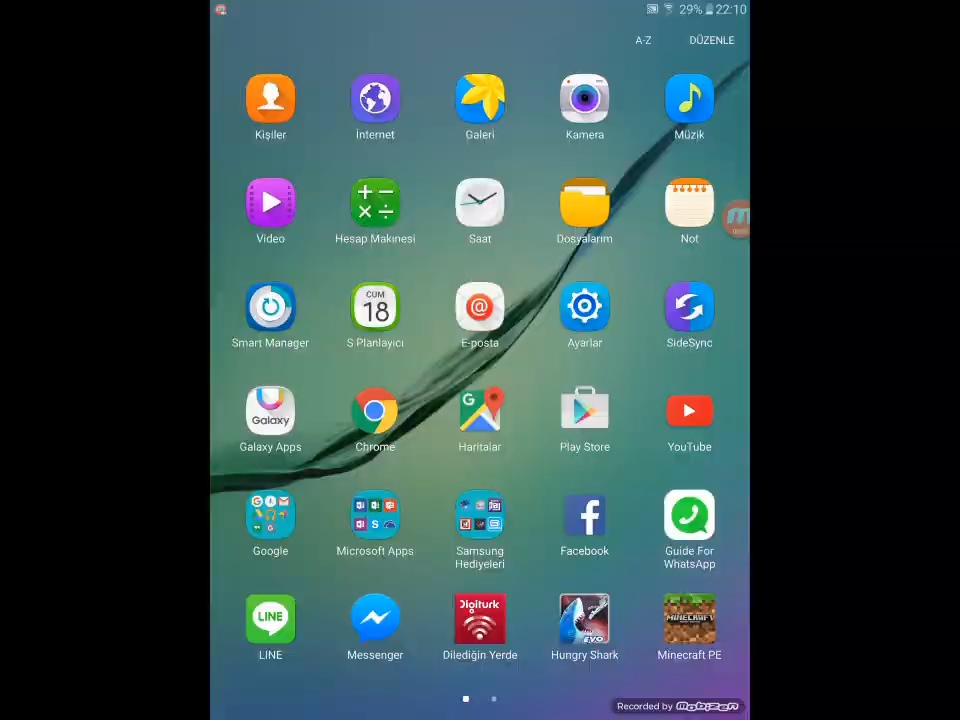 29% 22:10
A-Z DÜZENLE
Kişiler İnternet Galeri Kamera Müzik
Video Hesap Makinesi Saat Dosyalarım Not
CUM
18
Smart Manager S Planlayıcı E-posta Ayarlar SideSync
Galaxy
Galaxy Apps Chrome Haritalar Play Store YouTube
Google Microsoft Apps Samsung Hediyeleri Facebook Guide For WhatsApp
LINE Digiturk EVO MINECRAFT
LINE Messenger Dilediğin Yerde Hungry Shark Minecraft PE
Recorded by mobizen